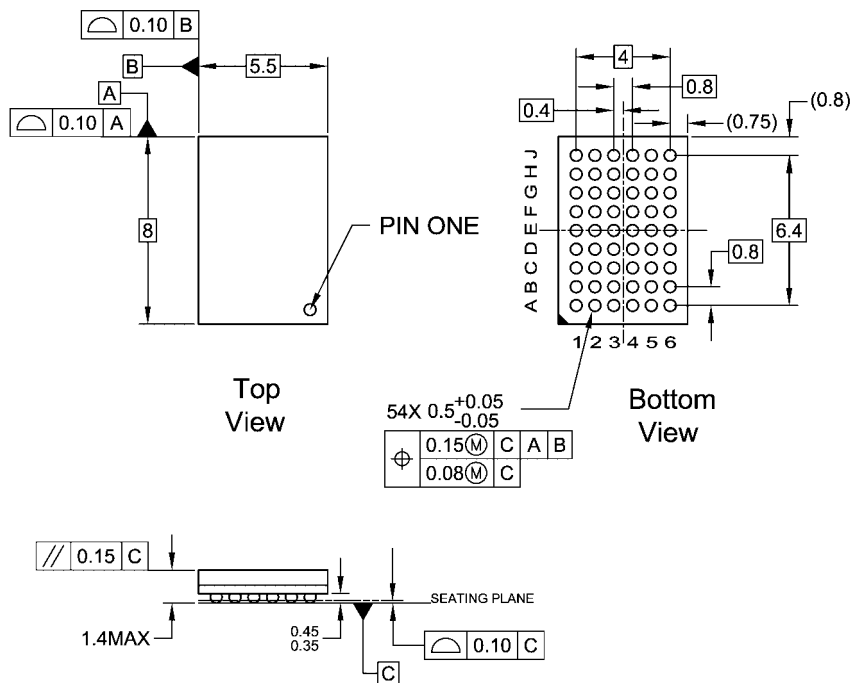 ⌓ 0.10 B
B
5.5
A
⌓ 0.10 A
8
PIN ONE
Top
View
4
0.8
0.4
(0.75)
(0.8)
J
H
G
F
E
D
C
B
A
6.4
0.8
1 2 3 4 5 6
54X 0.5 +0.05
-0.05
⌖ 0.15Ⓜ C A B
0.08Ⓜ C
Bottom
View
// 0.15 C
1.4MAX
0.45
0.35
SEATING PLANE
⌓ 0.10 C
C